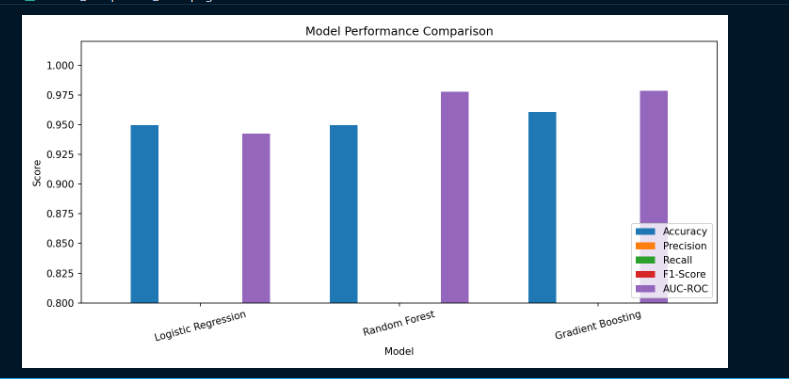 Model Performance Comparison
1.000
0.975
0.950
0.925
0.900
0.875
0.850
0.825
0.800
Score
Logistic Regression
Random Forest
Gradient Boosting
Model
Accuracy
Precision
Recall
F1-Score
AUC-ROC